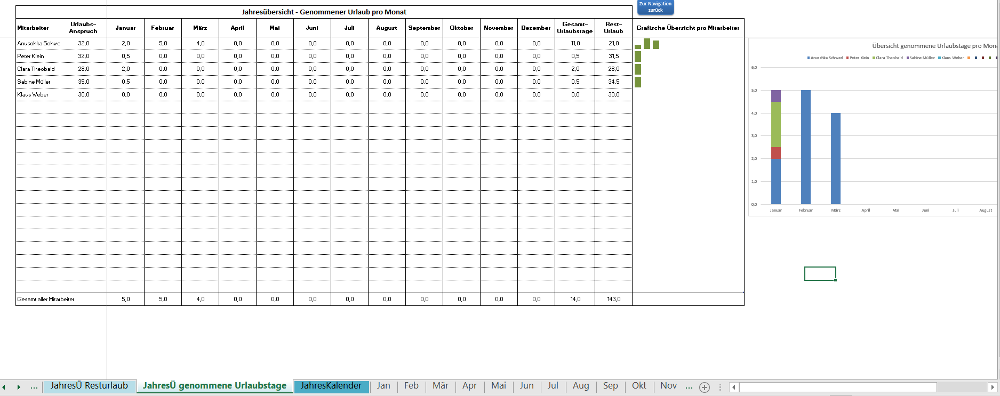 Jahresübersicht - Genommener Urlaub pro Monat
Zur Navigation
zurück
Mitarbeiter Urlaubs-Anspruch Januar Februar März April Mai Juni Juli August September Oktober November Dezember Gesamt-Urlaubstage Rest-Urlaub Grafische Übersicht pro Mitarbeiter
Anuschka Schwe 32,0 2,0 5,0 4,0 0,0 0,0 0,0 0,0 0,0 0,0 0,0 0,0 0,0 11,0 21,0
Peter Klein 32,0 0,5 0,0 0,0 0,0 0,0 0,0 0,0 0,0 0,0 0,0 0,0 0,0 0,5 31,5
Clara Theobald 28,0 2,0 0,0 0,0 0,0 0,0 0,0 0,0 0,0 0,0 0,0 0,0 0,0 2,0 26,0
Sabine Müller 35,0 0,5 0,0 0,0 0,0 0,0 0,0 0,0 0,0 0,0 0,0 0,0 0,0 0,5 34,5
Klaus Weber 30,0 0,0 0,0 0,0 0,0 0,0 0,0 0,0 0,0 0,0 0,0 0,0 0,0 0,0 30,0
Gesamt aller Mitarbeiter 5,0 5,0 4,0 0,0 0,0 0,0 0,0 0,0 0,0 0,0 0,0 0,0 14,0 143,0
Übersicht genommene Urlaubstage pro Mona
Anuschka Schwed Peter Klein Clara Theobald Sabine Müller Klaus Weber
6,0
5,0
4,0
3,0
2,0
1,0
0,0
Januar Februar März April Mai Juni Juli August
... JahresÜ Resturlaub JahresÜ genommene Urlaubstage JahresKalender Jan Feb Mär Apr Mai Jun Jul Aug Sep Okt Nov ...